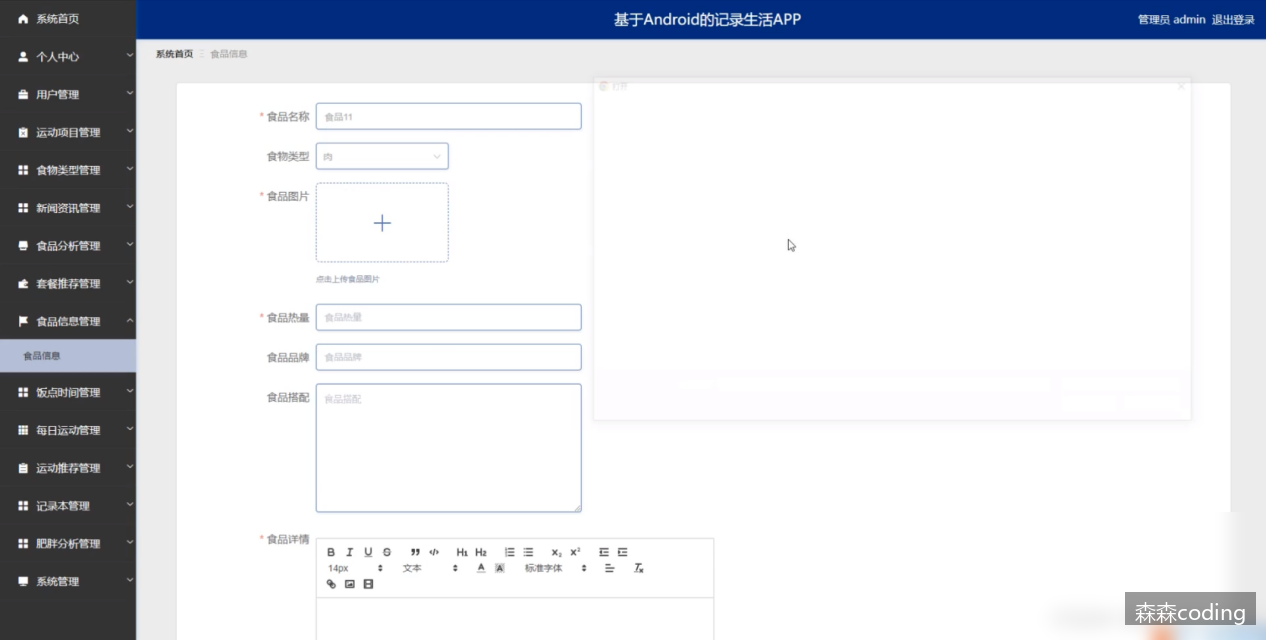 基于Android的记录生活APP
管理员 admin 退出登录
系统首页
个人中心
用户管理
运动项目管理
食物类型管理
新闻资讯管理
食品分析管理
套餐推荐管理
食品信息管理
食品信息
饭点时间管理
每日运动管理
运动推荐管理
记录本管理
肥胖分析管理
系统管理
系统首页 食品信息
打开
* 食品名称 食品11
食物类型 肉
* 食品图片
点击上传食品图片
* 食品热量 食品热量
食品品牌 食品品牌
食品搭配 食品搭配
* 食品详情
B I U S ” </> H1 H2 x2 x2
14px 文本 A A 标准字体 Tx
森森coding